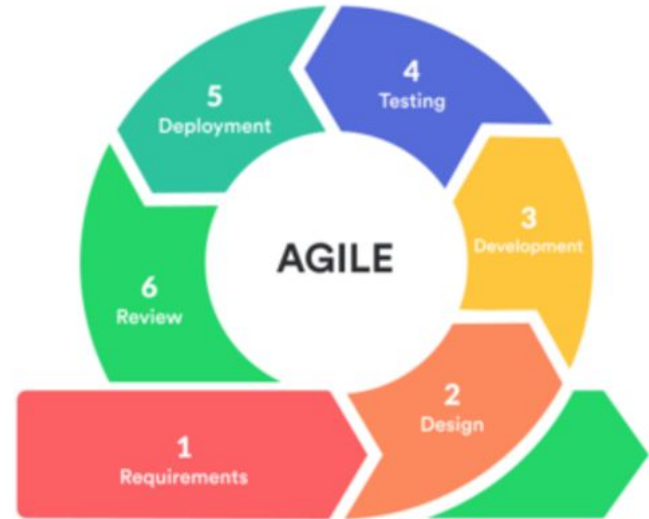 AGILE
1
Requirements
2
Design
3
Development
4
Testing
5
Deployment
6
Review